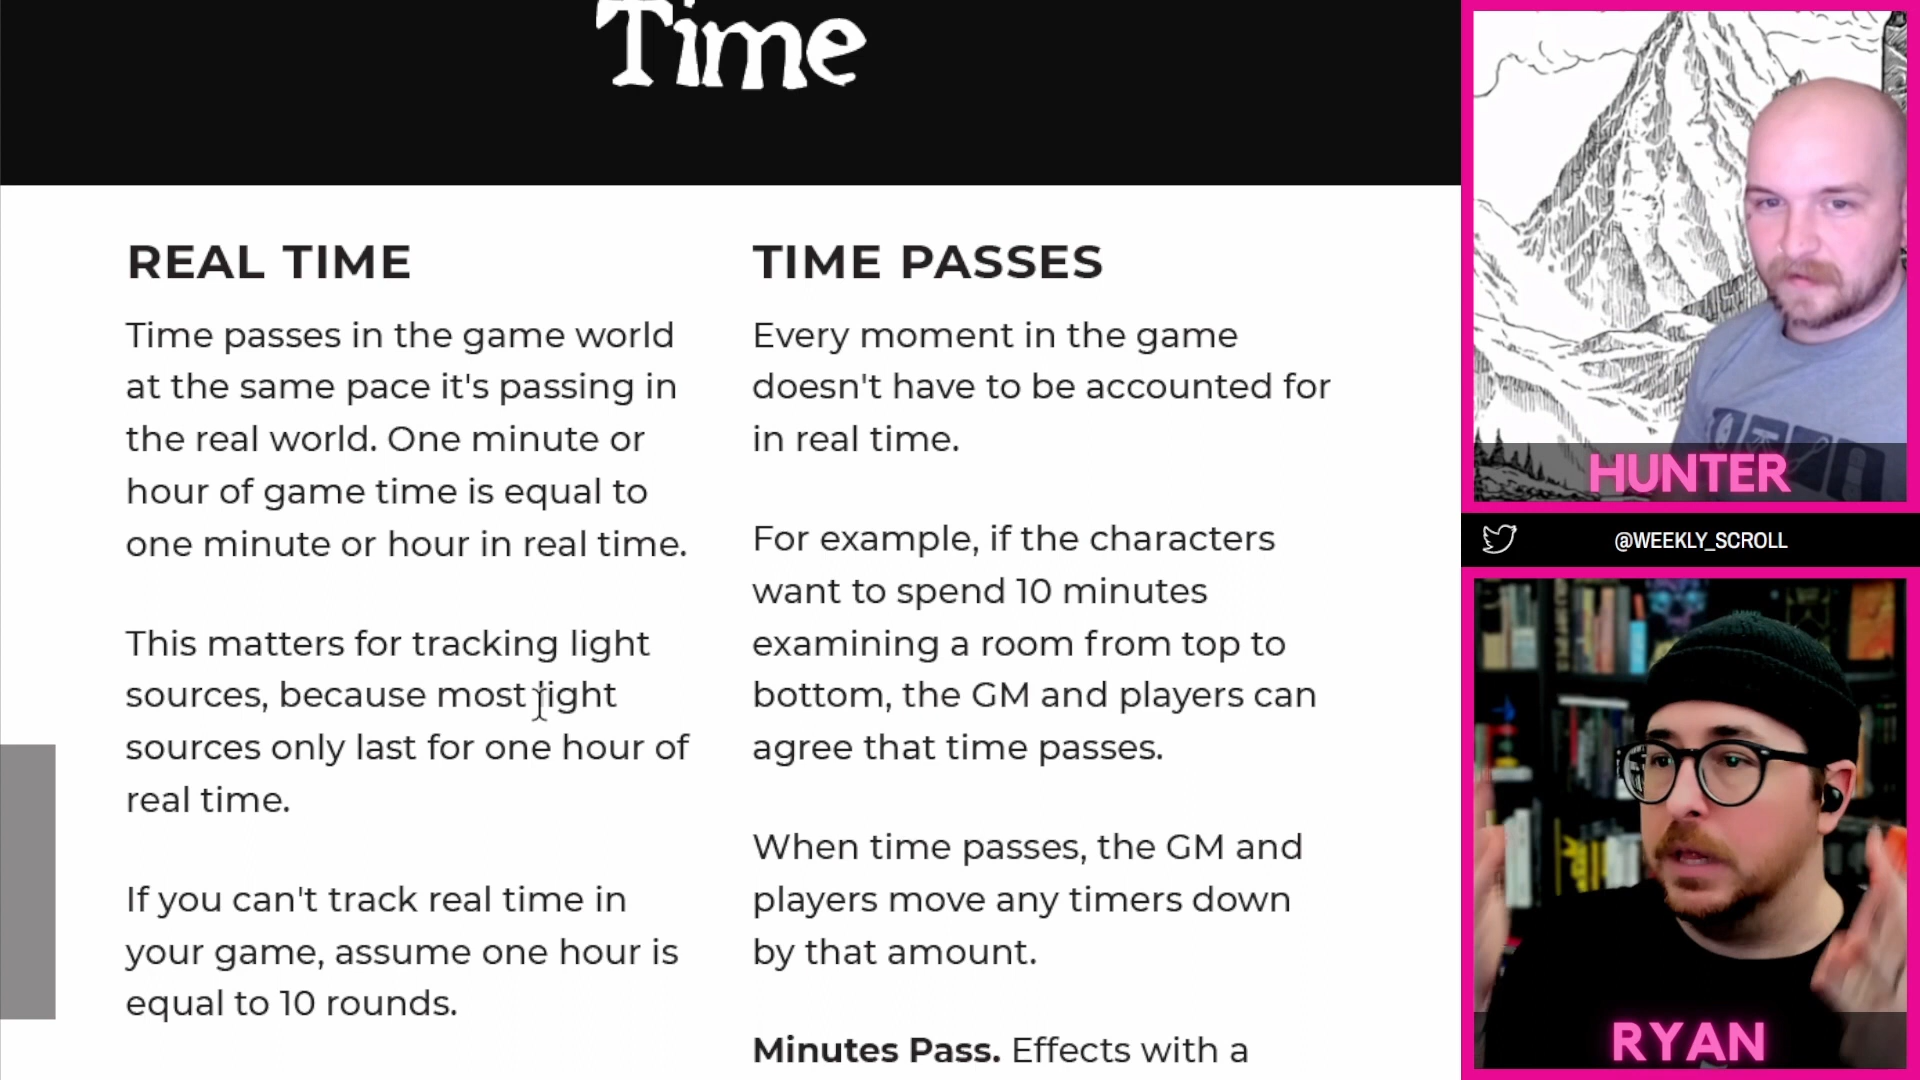 Time
REAL TIME
Time passes in the game world
at the same pace it's passing in
the real world. One minute or
hour of game time is equal to
one minute or hour in real time.
This matters for tracking light
sources, because most light
sources only last for one hour of
real time.
If you can't track real time in
your game, assume one hour is
equal to 10 rounds.
TIME PASSES
Every moment in the game
doesn't have to be accounted for
in real time.
For example, if the characters
want to spend 10 minutes
examining a room from top to
bottom, the GM and players can
agree that time passes.
When time passes, the GM and
players move any timers down
by that amount.
Minutes Pass. Effects with a
HUNTER
@WEEKLY_SCROLL
RYAN